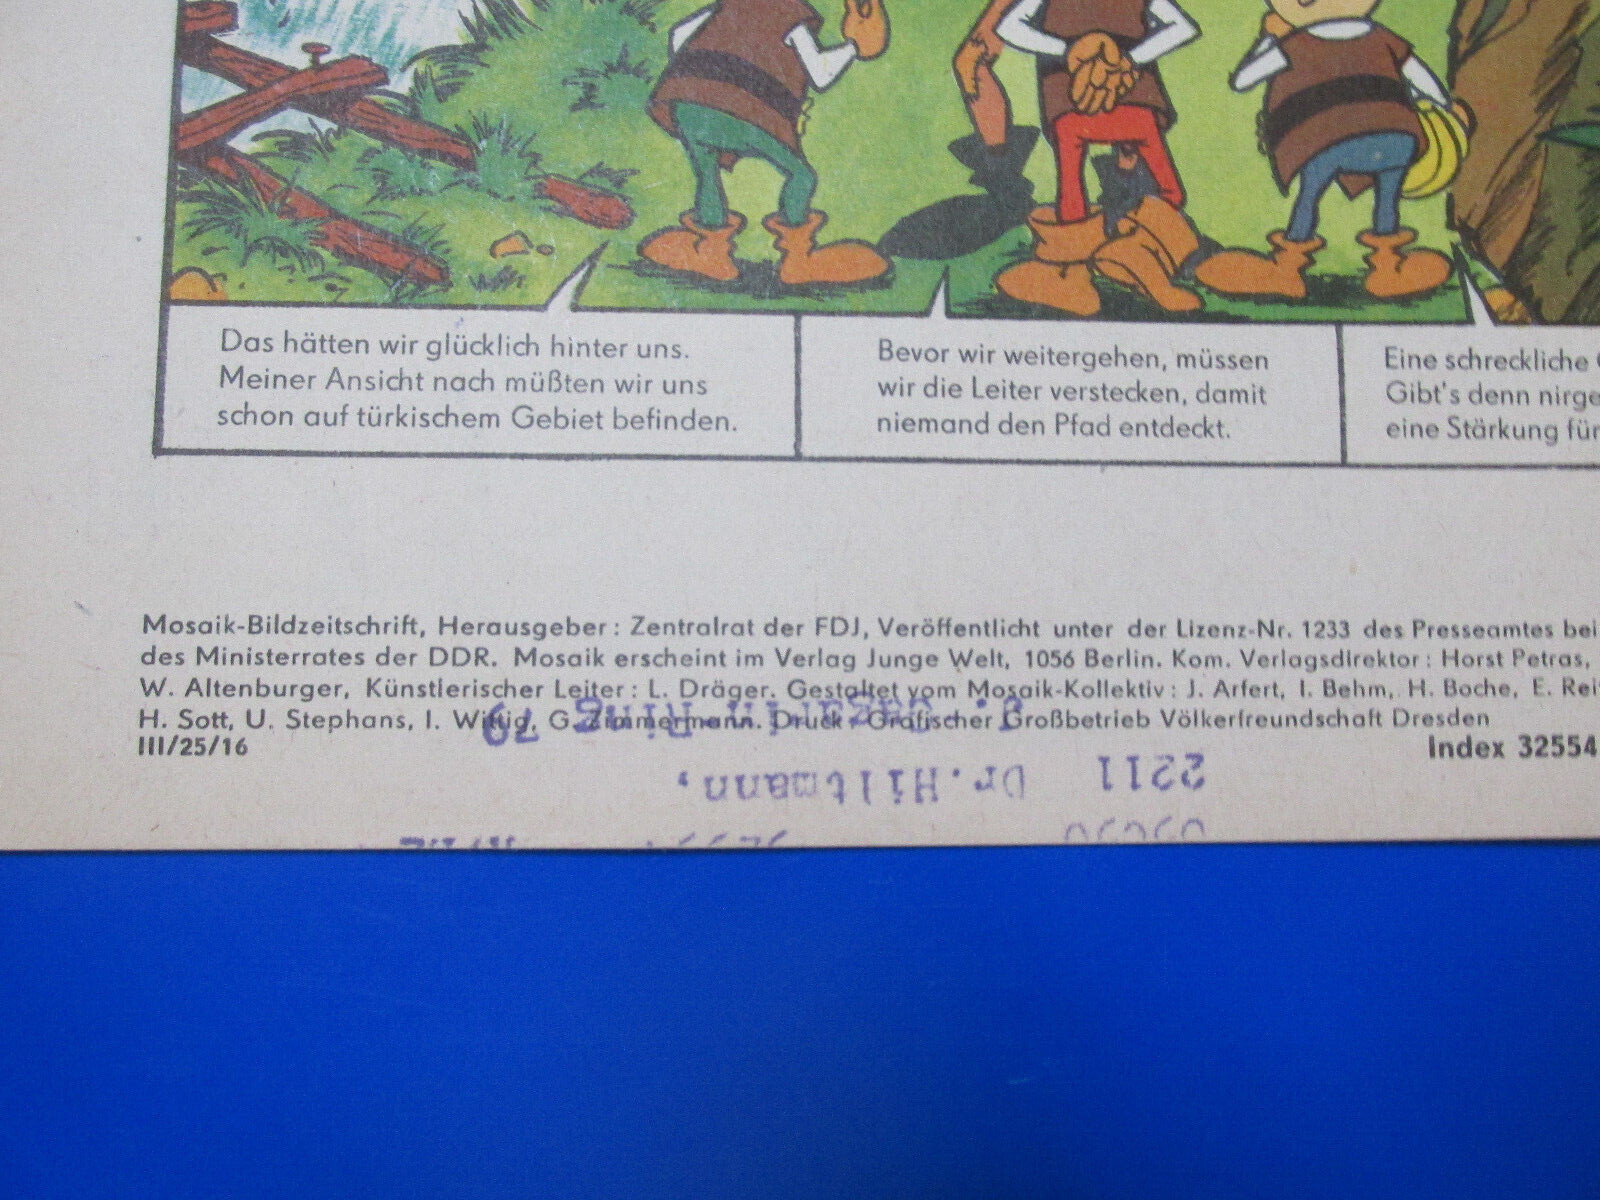 Das hätten wir glücklich hinter uns.
Meiner Ansicht nach müßten wir uns
schon auf türkischem Gebiet befinden.
Bevor wir weitergehen, müssen
wir die Leiter verstecken, damit
niemand den Pfad entdeckt.
Eine schreckliche
Gibt's denn
eine Stärkung für
Mosaik-Bildzeitschrift, Herausgeber: Zentralrat der FDJ, Veröffentlicht unter der Lizenz-Nr. 1233 des Presseamtes bei
des Ministerrates der DDR. Mosaik erscheint im Verlag Junge Welt, 1056 Berlin. Kom. Verlagsdirektor: Horst Petras,
W. Altenburger, Künstlerischer Leiter: L. Dräger. Gestaltet vom Mosaik-Kollektiv: J. Arfert, I. Behm, H. Boche, E.
H. Sott, U. Stephans, I. Wittig, G. Zimmermann. Druck: Grafischer Großbetrieb Völkerfreundschaft Dresden
III/25/16
Index 32554
2211 Dr.Hiltmann,
79